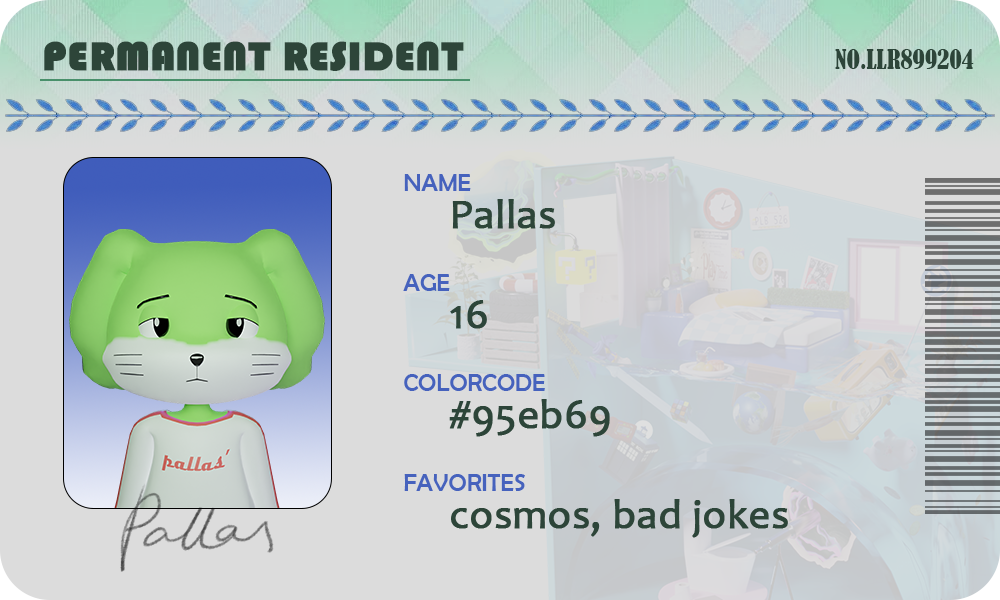 PERMANENT RESIDENT
NO.LLR899204
NAME
Pallas
AGE
16
COLORCODE
#95eb69
FAVORITES
cosmos, bad jokes
pallas'
Pallas